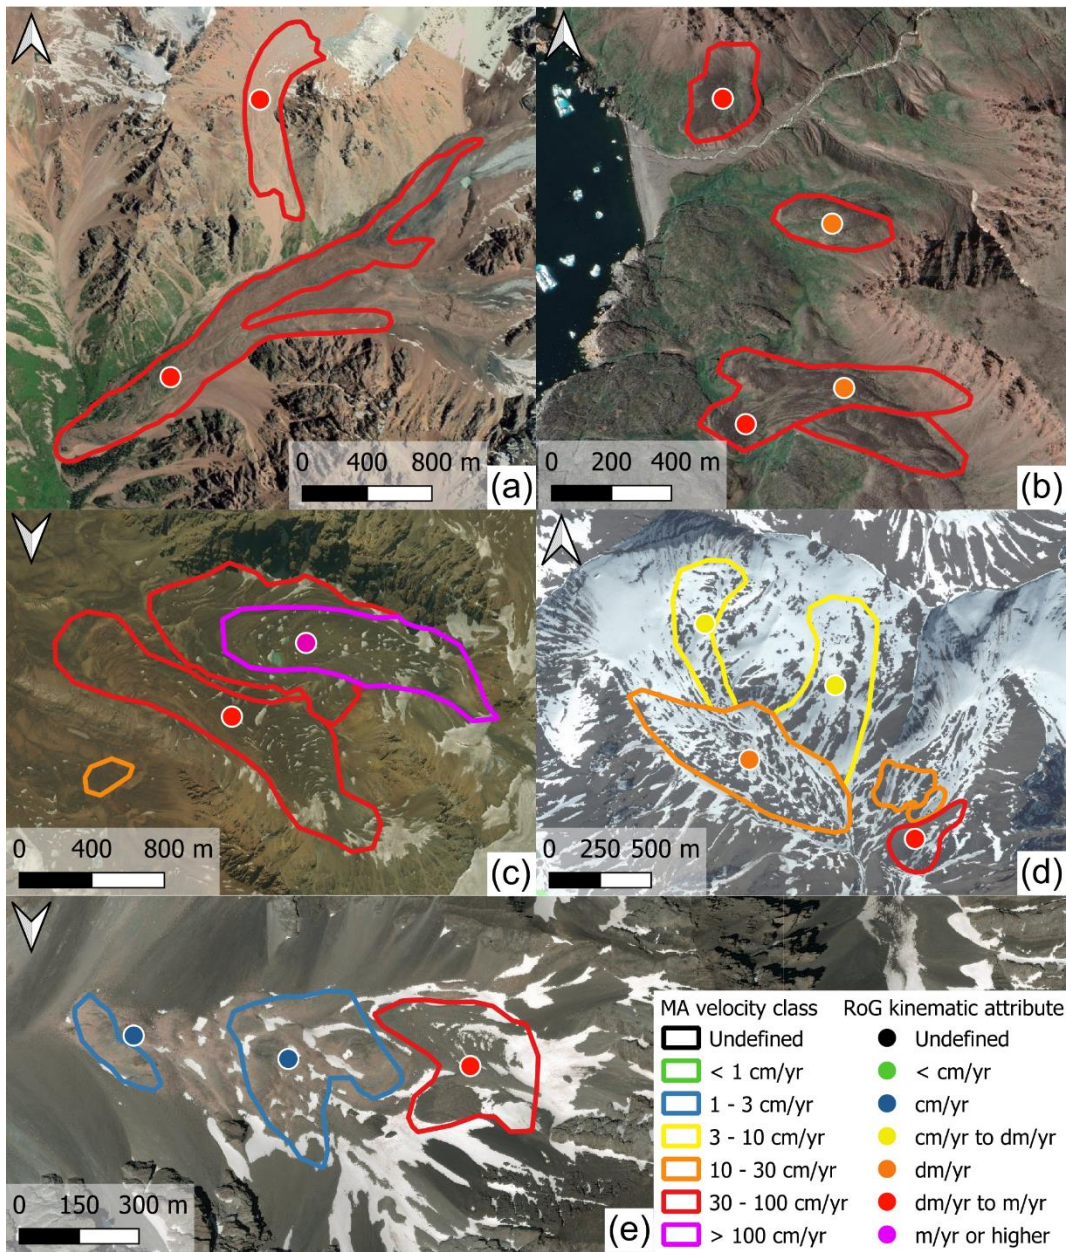 0 400 800 m
(a)
0 200 400 m
(b)
0 400 800 m
(c)
0 250 500 m
(d)
0 150 300 m
(e)
MA velocity class RoG kinematic attribute
Undefined Undefined
< 1 cm/yr < cm/yr
1 - 3 cm/yr cm/yr
3 - 10 cm/yr cm/yr to dm/yr
10 - 30 cm/yr dm/yr
30 - 100 cm/yr dm/yr to m/yr
> 100 cm/yr m/yr or higher